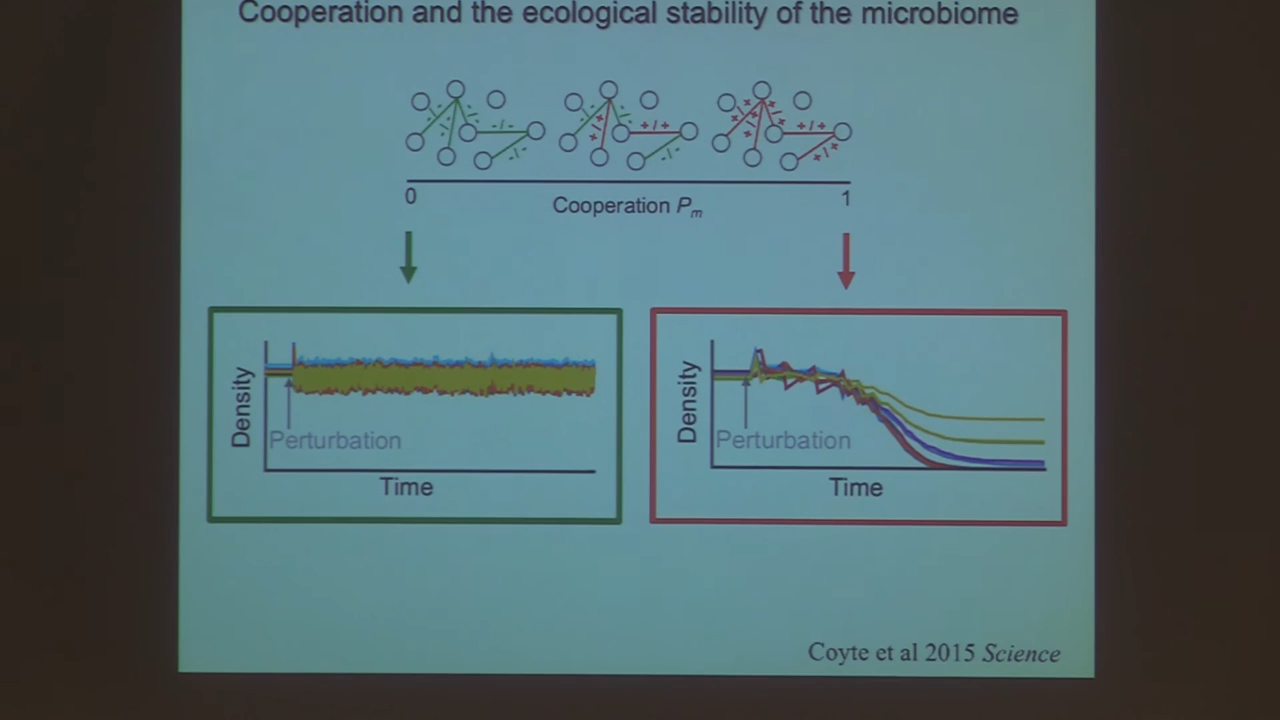 Cooperation and the ecological stability of the microbiome
-/-
-/-
-/-
-/-
-/-
-/-
-/-
+/+
-/-
+/+
-/-
+/+
+/+
+/+
+/+
+/+
+/+
0
Cooperation Pm
1
Density
Perturbation
Time
Density
Perturbation
Time
Coyte et al 2015 Science